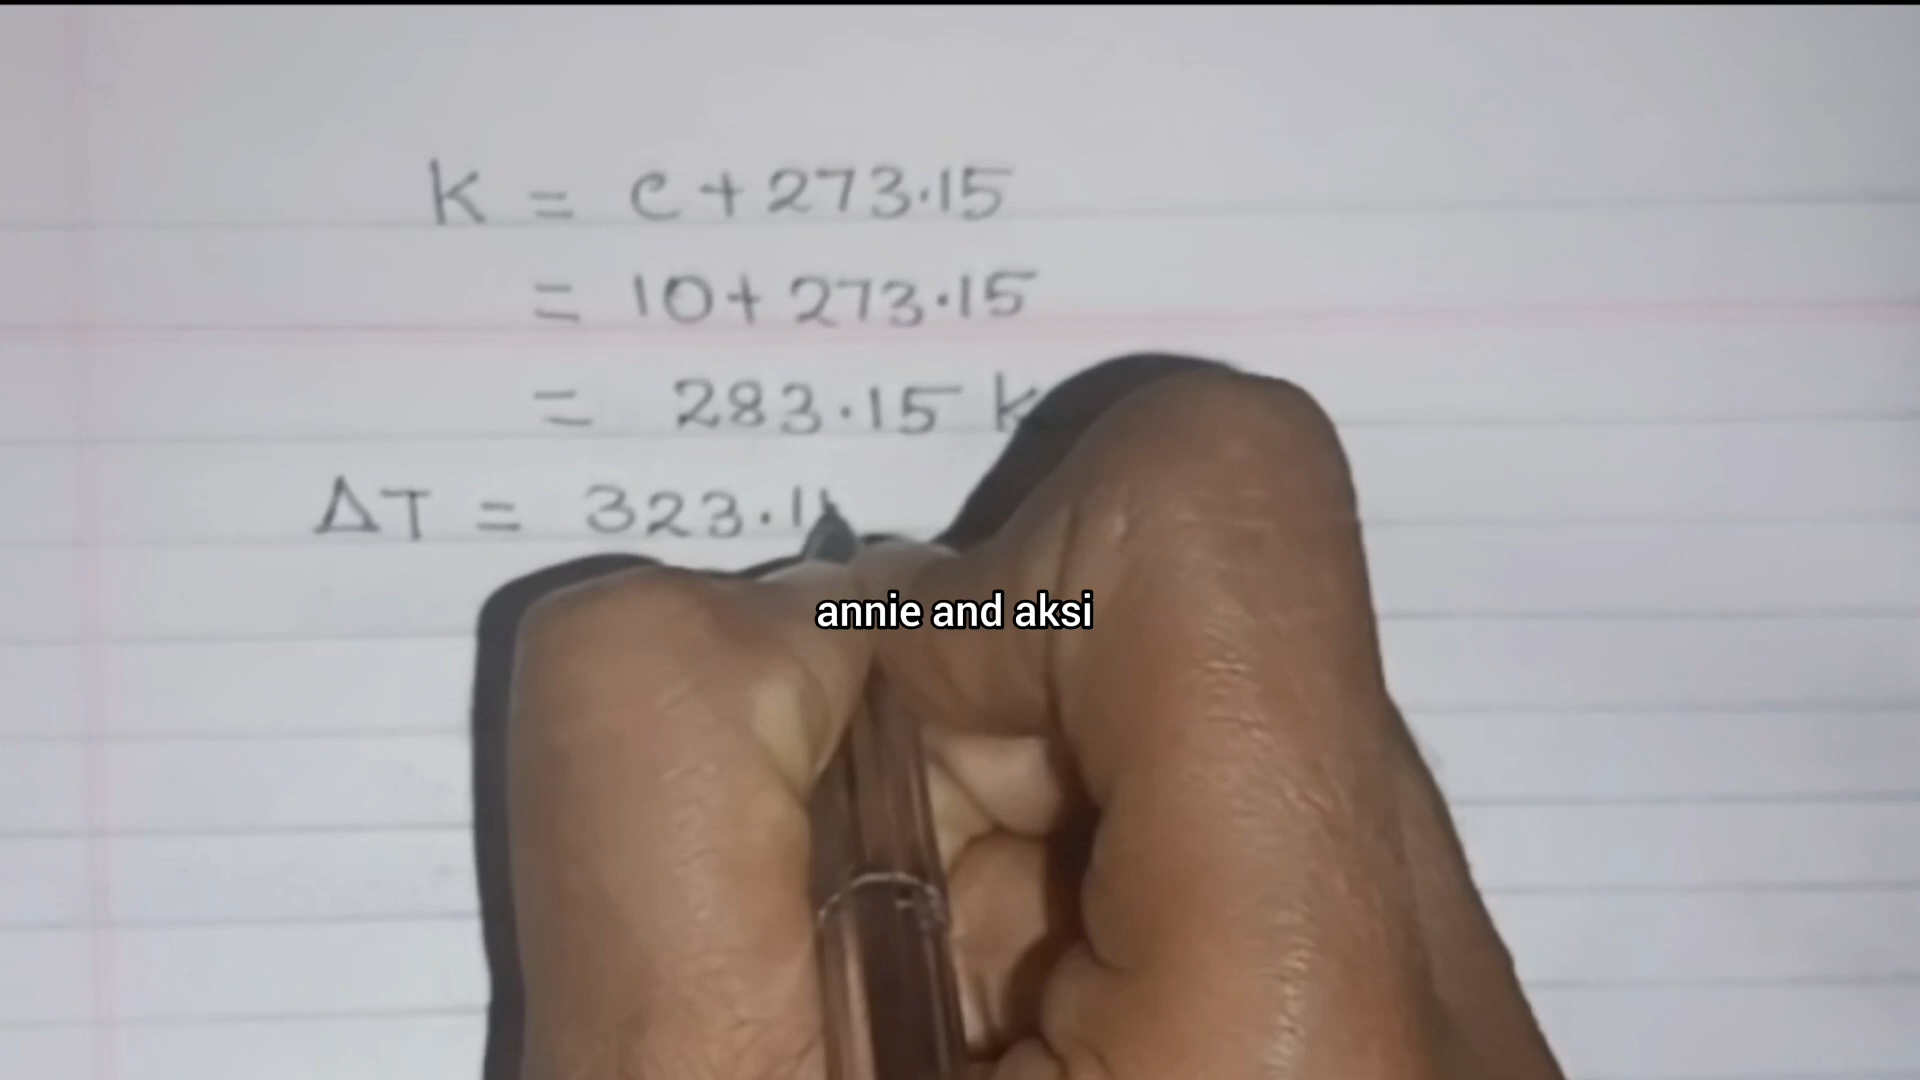 K = C + 273.15
= 10 + 273.15
= 283.15 K
ΔT = 323.1
annie and aksi